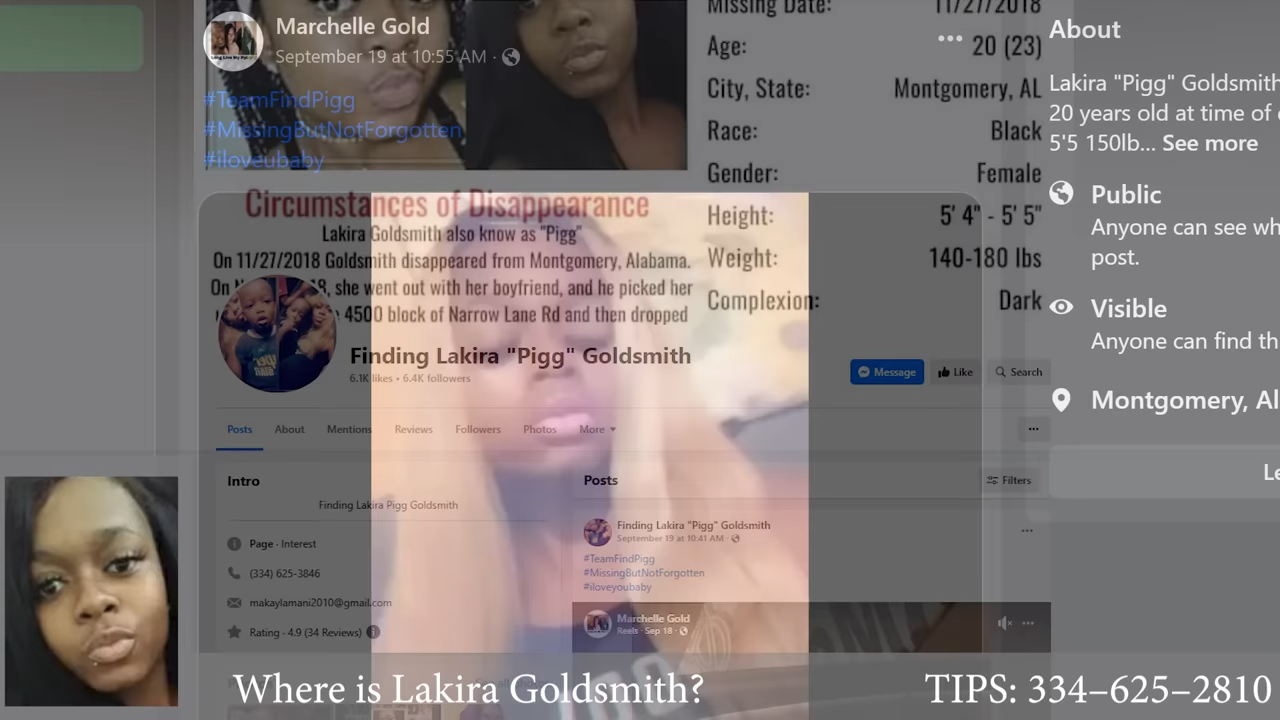 Marchelle Gold
September 19 at 10:55 AM
#TeamFindPigg
#MissingButNotForgotten
#iloveubaby
Missing Date: 11/27/2018
Age: 20 (23)
City, State: Montgomery, AL
Race: Black
Gender: Female
Height: 5' 4" - 5' 5"
Weight: 140-180 lbs
Complexion: Dark
Circumstances of Disappearance
Lakira Goldsmith also know as "Pigg"
On 11/27/2018 Goldsmith disappeared from Montgomery, Alabama.
On 18, she went out with her boyfriend, and he picked her
4500 block of Narrow Lane Rd and then dropped
About
Lakira "Pigg" Goldsmith
20 years old at time of
5'5 150lb... See more
Public
Anyone can see
post.
Visible
Anyone can find
Montgomery,
Finding Lakira "Pigg" Goldsmith
6.1K likes • 6.4K followers
Message
Like
Search
Posts
About
Mentions
Reviews
Followers
Photos
More
Intro
Finding Lakira Pigg Goldsmith
Page · Interest
(334) 625-3846
makaylamani2010@gmail.com
Rating · 4.9 (34 Reviews)
Posts
Filters
Finding Lakira "Pigg" Goldsmith
September 19 at 10:41 AM
#TeamFindPigg
#MissingButNotForgotten
#iloveyoubaby
Marchelle Gold
Reels · Sep 18
Where is Lakira Goldsmith?
TIPS: 334–625–2810